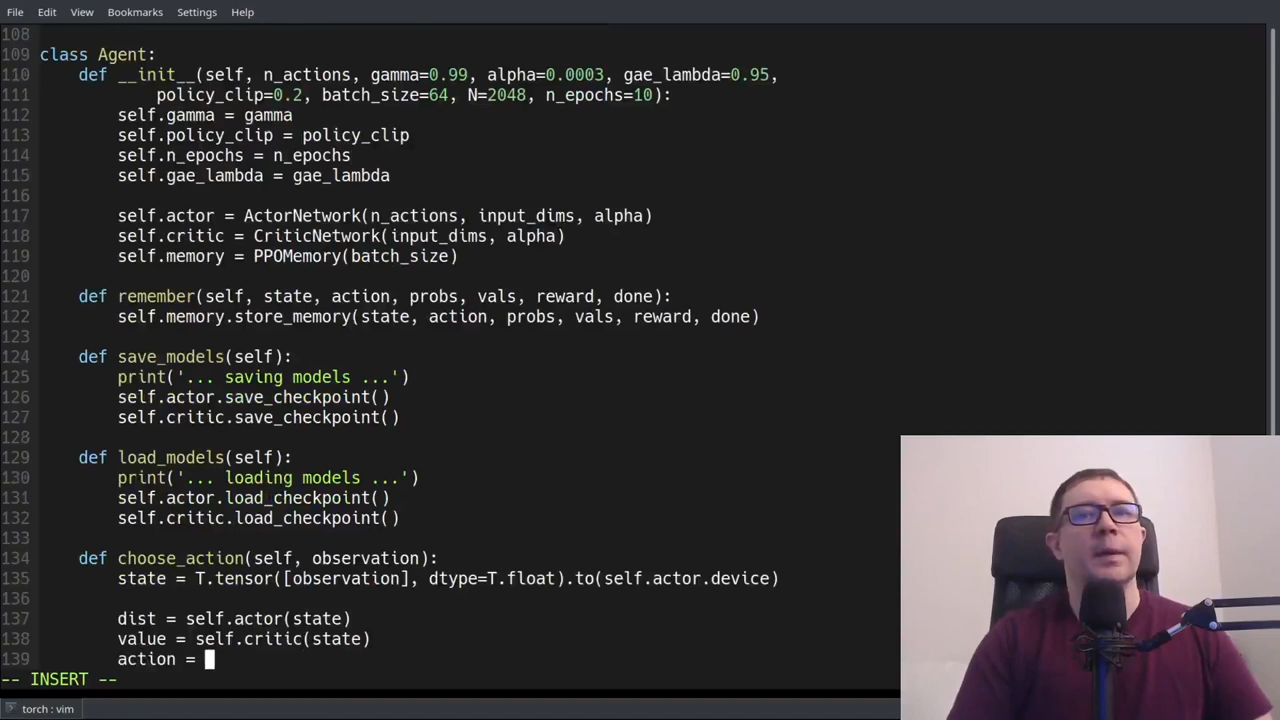 File Edit View Bookmarks Settings Help
108
109 class Agent:
110     def __init__(self, n_actions, gamma=0.99, alpha=0.0003, gae_lambda=0.95,
111             policy_clip=0.2, batch_size=64, N=2048, n_epochs=10):
112         self.gamma = gamma
113         self.policy_clip = policy_clip
114         self.n_epochs = n_epochs
115         self.gae_lambda = gae_lambda
116
117         self.actor = ActorNetwork(n_actions, input_dims, alpha)
118         self.critic = CriticNetwork(input_dims, alpha)
119         self.memory = PPOMemory(batch_size)
120
121     def remember(self, state, action, probs, vals, reward, done):
122         self.memory.store_memory(state, action, probs, vals, reward, done)
123
124     def save_models(self):
125         print('... saving models ...')
126         self.actor.save_checkpoint()
127         self.critic.save_checkpoint()
128
129     def load_models(self):
130         print('... loading models ...')
131         self.actor.load_checkpoint()
132         self.critic.load_checkpoint()
133
134     def choose_action(self, observation):
135         state = T.tensor([observation], dtype=T.float).to(self.actor.device)
136
137         dist = self.actor(state)
138         value = self.critic(state)
139         action =
-- INSERT --
torch : vim